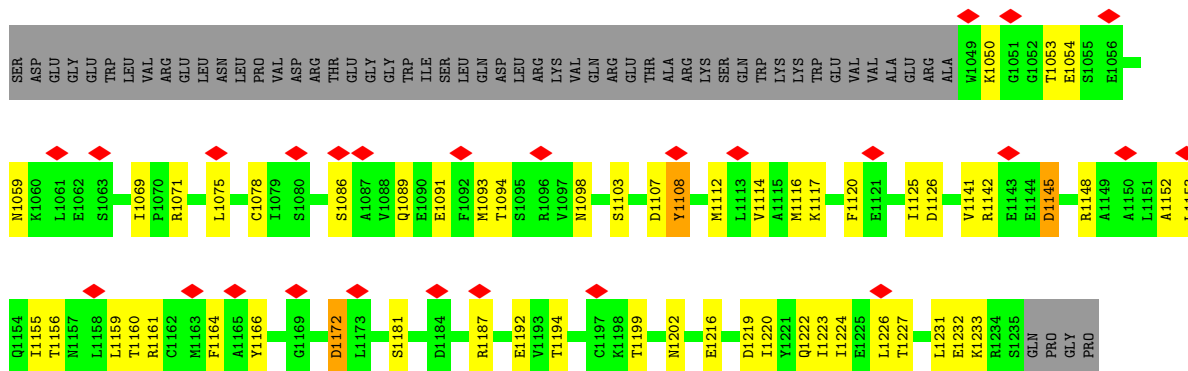 SER ASP GLU GLY GLU TRP LEU VAL ARG GLU LEU ASN LEU PRO VAL ASP ARG THR GLU GLY GLY TRP ILE SER LEU GLN ASP LEU ARG LYS VAL GLN ARG GLU THR ALA ARG LYS SER GLN TRP LYS LYS TRP GLU VAL VAL ALA GLU ARG ALA W1049 K1050 G1051 G1052 T1053 E1054 S1055 E1056
N1059 K1060 L1061 E1062 S1063 I1069 P1070 R1071 L1075 C1078 I1079 S1080 S1086 A1087 V1088 Q1089 E1090 E1091 F1092 M1093 T1094 S1095 R1096 V1097 N1098 S1103 D1107 Y1108 M1112 L1113 V1114 A1115 M1116 K1117 F1120 E1121 I1125 D1126 V1141 R1142 E1143 E1144 D1145 R1148 A1149 A1150 L1151 A1152 L1153
Q1154 I1155 T1156 N1157 L1158 L1159 T1160 R1161 C1162 M1163 F1164 A1165 Y1166 G1169 D1172 L1173 S1181 D1184 R1187 E1192 V1193 T1194 C1197 K1198 T1199 N1202 E1216 D1219 I1220 Y1221 Q1222 I1223 I1224 E1225 L1226 T1227 L1231 E1232 K1233 R1234 S1235 GLN PRO GLY PRO